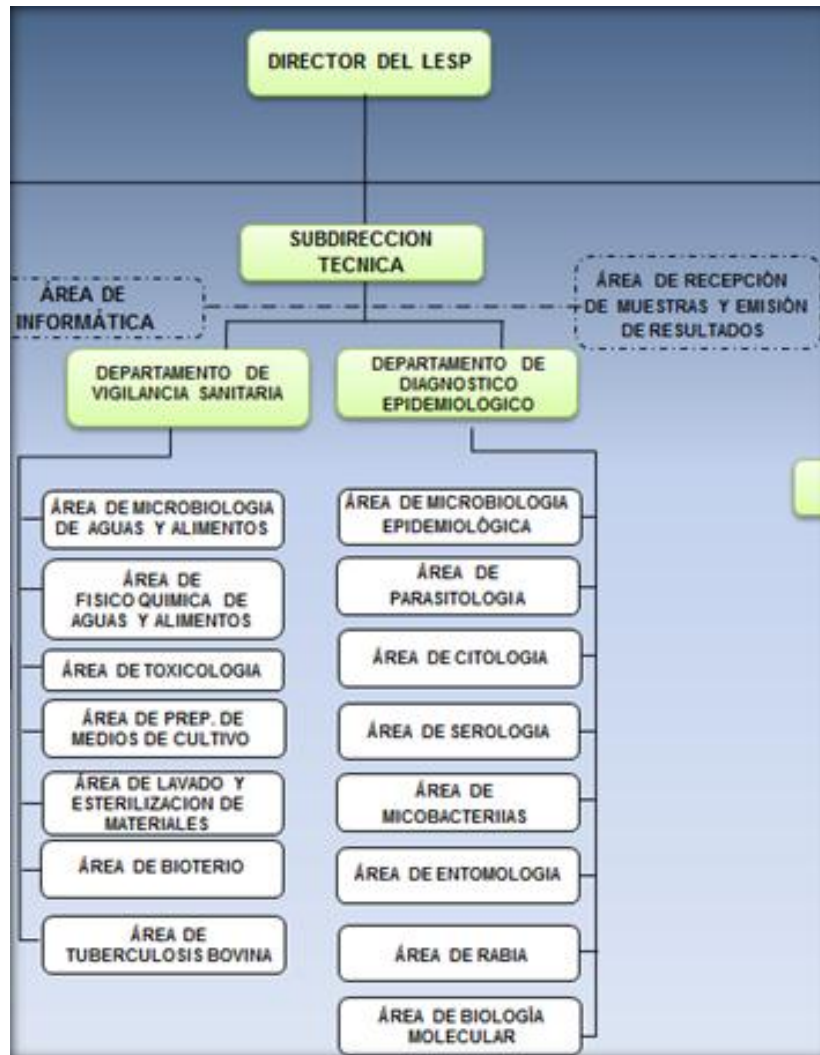 DIRECTOR DEL LESP
SUBDIRECCION
TECNICA
ÁREA DE
INFORMÁTICA
ÁREA DE RECEPCIÓN
DE MUESTRAS Y EMISIÓN
DE RESULTADOS
DEPARTAMENTO DE
VIGILANCIA SANITARIA
DEPARTAMENTO DE
DIAGNOSTICO
EPIDEMIOLOGICO
ÁREA DE MICROBIOLOGIA
DE AGUAS Y ALIMENTOS
ÁREA DE
FISICO QUIMICA DE
AGUAS Y ALIMENTOS
ÁREA DE TOXICOLOGIA
ÁREA DE PREP. DE
MEDIOS DE CULTIVO
ÁREA DE LAVADO Y
ESTERILIZACION DE
MATERIALES
ÁREA DE BIOTERIO
ÁREA DE
TUBERCULOSIS BOVINA
ÁREA DE MICROBIOLOGIA
EPIDEMIOLÒGICA
ÁREA DE
PARASITOLOGIA
ÁREA DE CITOLOGIA
ÁREA DE SEROLOGIA
ÁREA DE
MICOBACTERIIAS
ÁREA DE ENTOMOLOGIA
ÁREA DE RABIA
ÁREA DE BIOLOGÌA
MOLECULAR